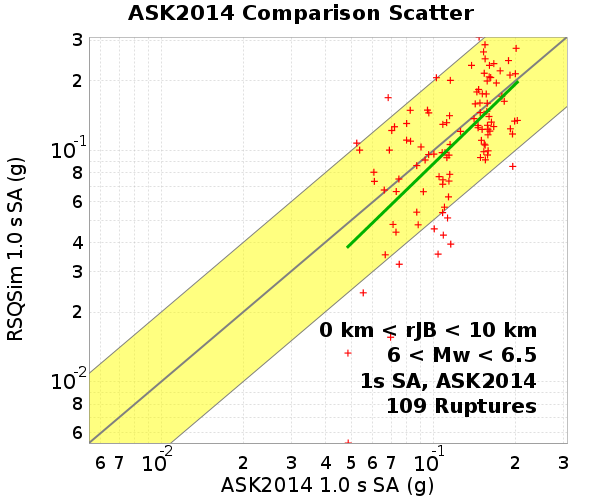 ASK2014 Comparison Scatter
RSQSim 1.0 s SA (g)
3
2
10-1
8
6
4
3
2
10-2
8
6
0 km < rJB < 10 km
6 < Mw < 6.5
1s SA, ASK2014
109 Ruptures
6 7 10-2 2 3 4 5 6 7 10-1 2 3
ASK2014 1.0 s SA (g)